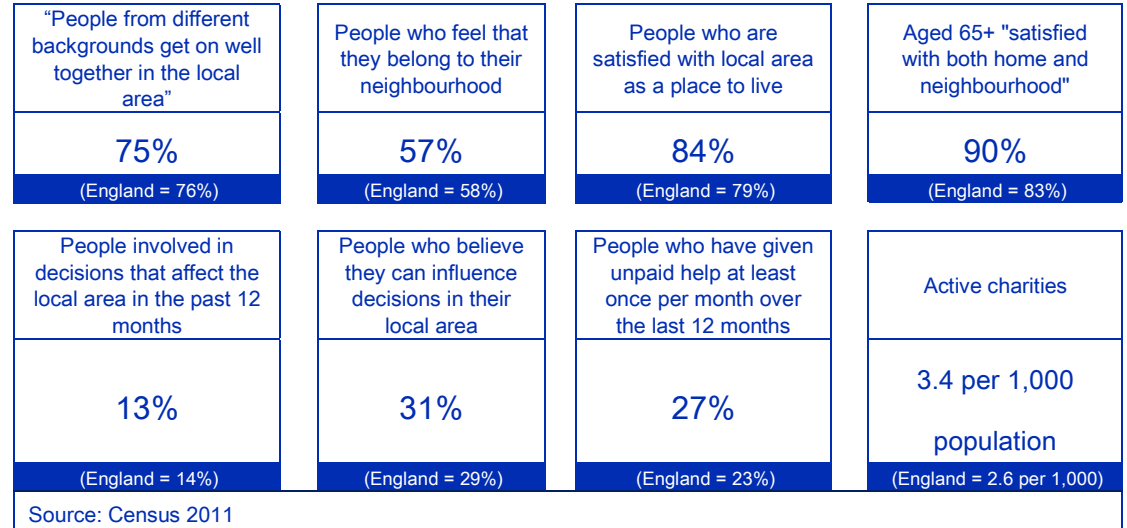 “People from different
backgrounds get on well
together in the local
area”
75%
(England = 76%)
People who feel that
they belong to their
neighbourhood
57%
(England = 58%)
People who are
satisfied with local area
as a place to live
84%
(England = 79%)
Aged 65+ "satisfied
with both home and
neighbourhood"
90%
(England = 83%)
People involved in
decisions that affect the
local area in the past 12
months
13%
(England = 14%)
People who believe
they can influence
decisions in their
local area
31%
(England = 29%)
People who have given
unpaid help at least
once per month over
the last 12 months
27%
(England = 23%)
Active charities
3.4 per 1,000
population
(England = 2.6 per 1,000)
Source: Census 2011